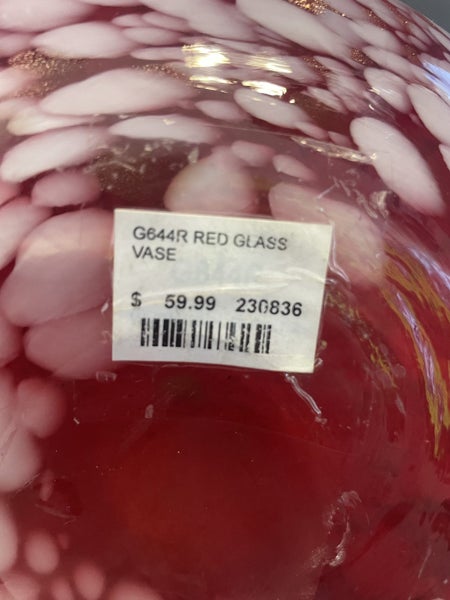 G644R RED GLASS
VASE
$ 59.99 230836